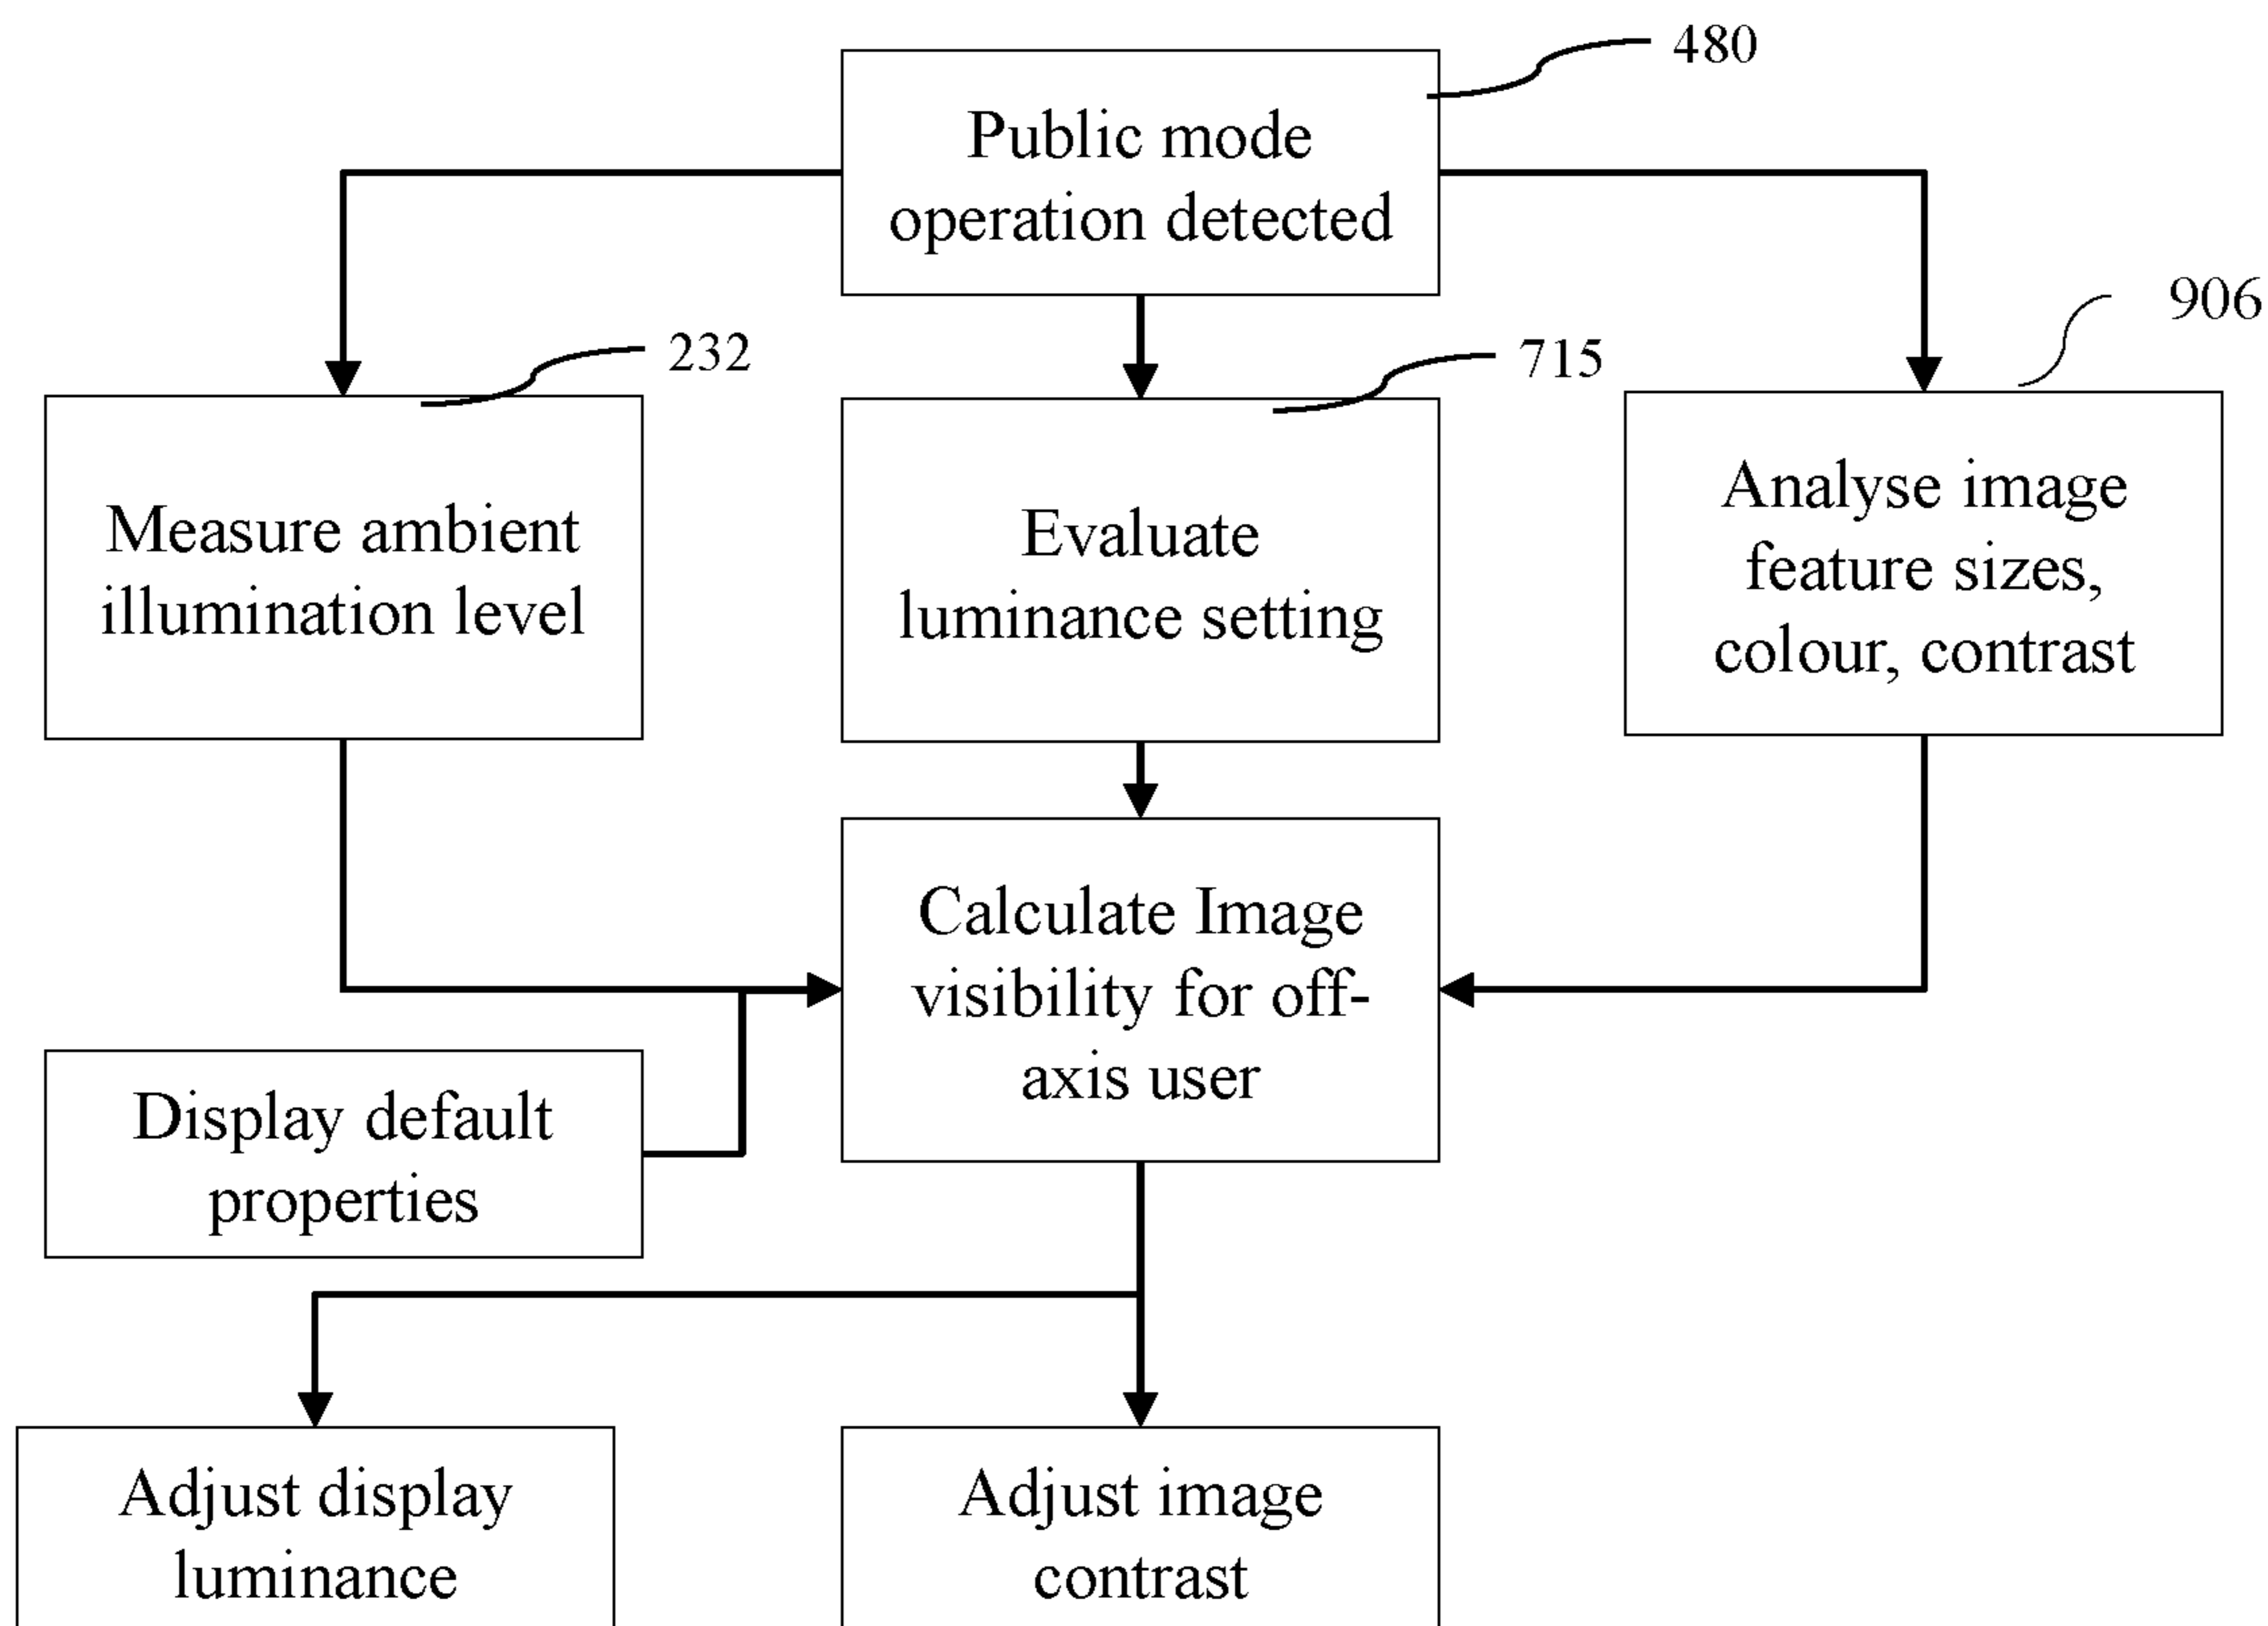 480
Public mode
operation detected
906
232
715
Measure ambient
illumination level
Evaluate
luminance setting
Analyse image
feature sizes,
colour, contrast
Calculate Image
visibility for off-
axis user
Display default
properties
Adjust display
luminance
Adjust image
contrast